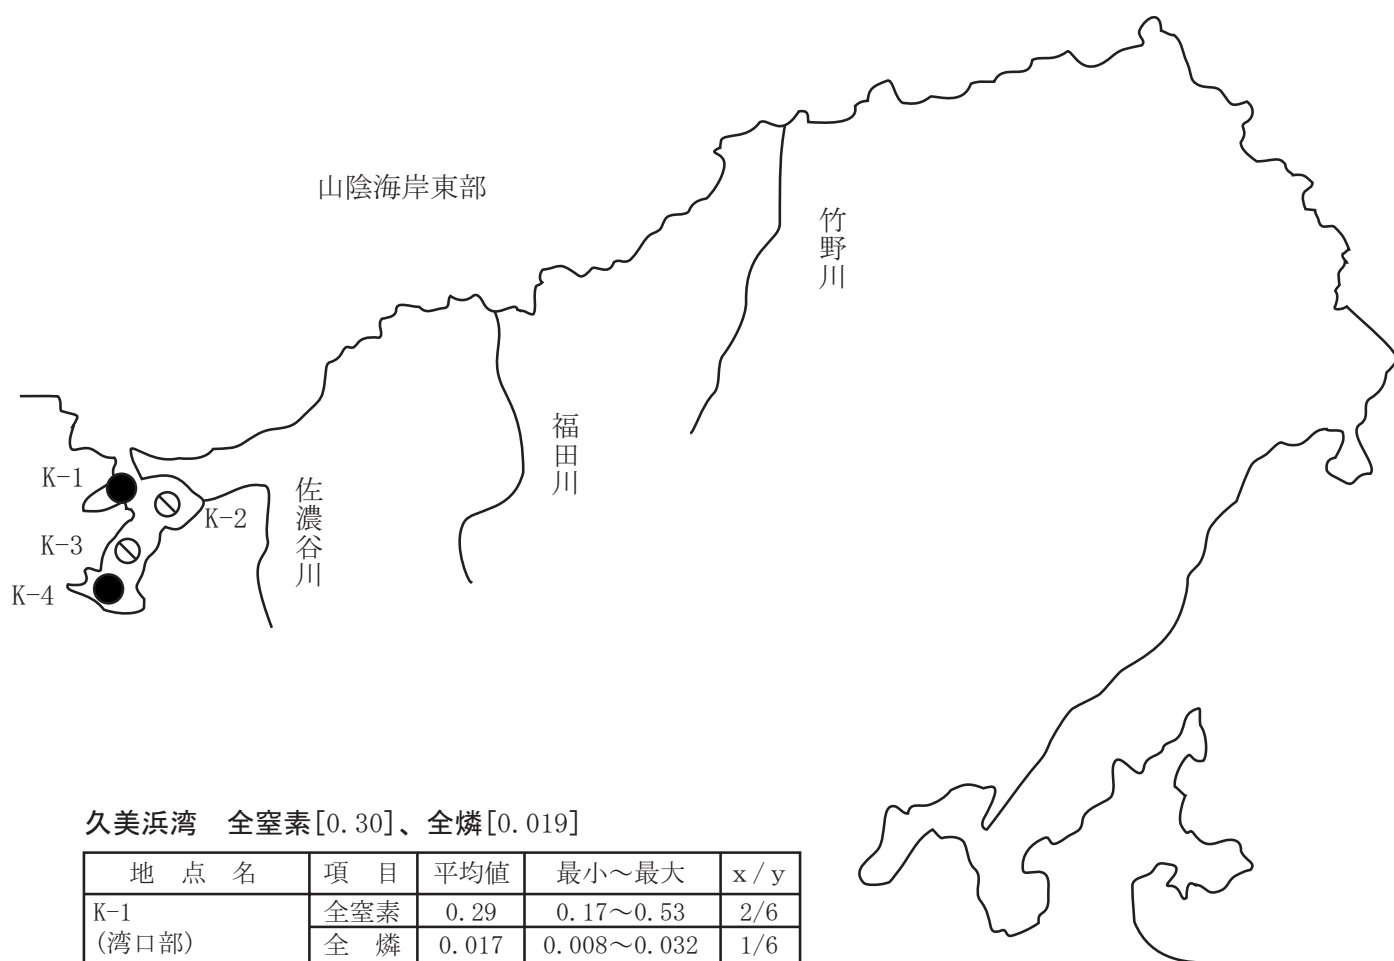 山陰海岸東部
竹野川
福田川
佐濃谷川
K-1
K-2
K-3
K-4
久美浜湾 全窒素[0.30]、全燐[0.019]
地 点 名 項 目 平均値 最小～最大 x/y
K-1 全窒素 0.29 0.17～0.53 2/6
(湾口部) 全 燐 0.017 0.008～0.032 1/6